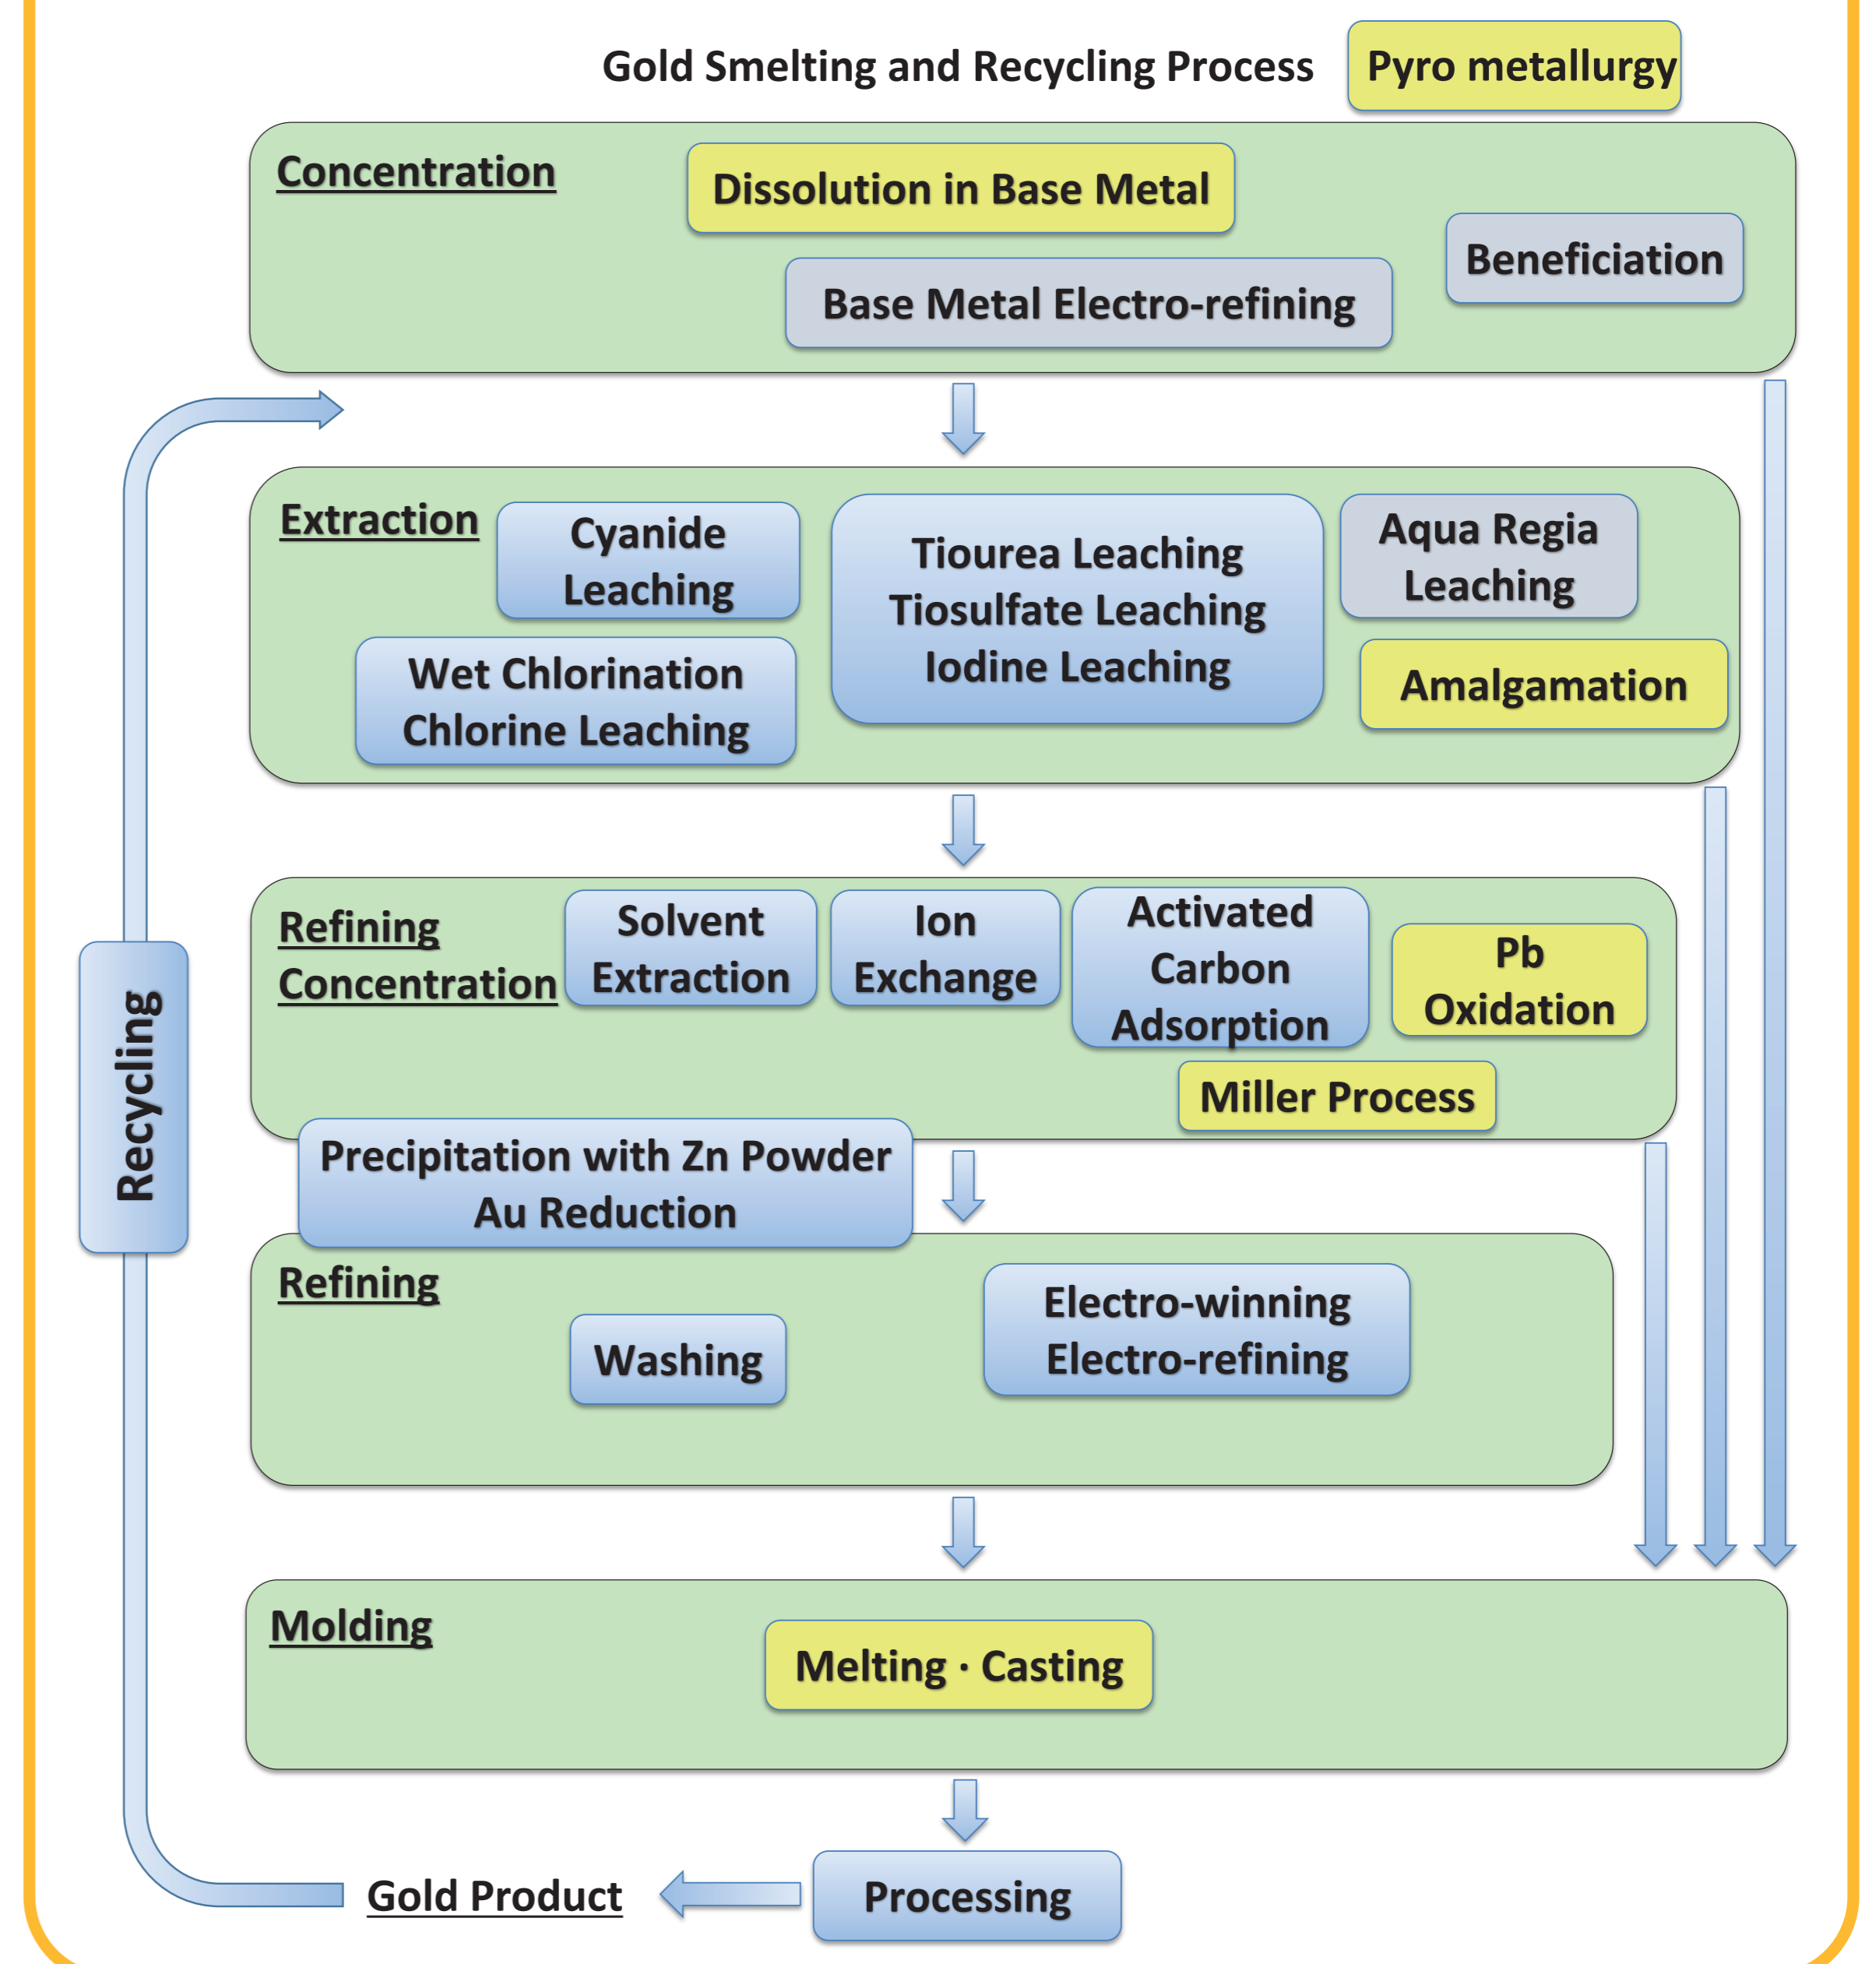 Gold Smelting and Recycling Process
Pyro metallurgy
Concentration
Dissolution in Base Metal
Beneficiation
Base Metal Electro-refining
Extraction
Cyanide
Leaching
Tiourea Leaching
Tiosulfate Leaching
Iodine Leaching
Aqua Regia
Leaching
Wet Chlorination
Chlorine Leaching
Amalgamation
Refining
Concentration
Solvent
Extraction
Ion
Exchange
Activated
Carbon
Adsorption
Pb
Oxidation
Miller Process
Precipitation with Zn Powder
Au Reduction
Recycling
Refining
Washing
Electro-winning
Electro-refining
Molding
Melting · Casting
Processing
Gold Product